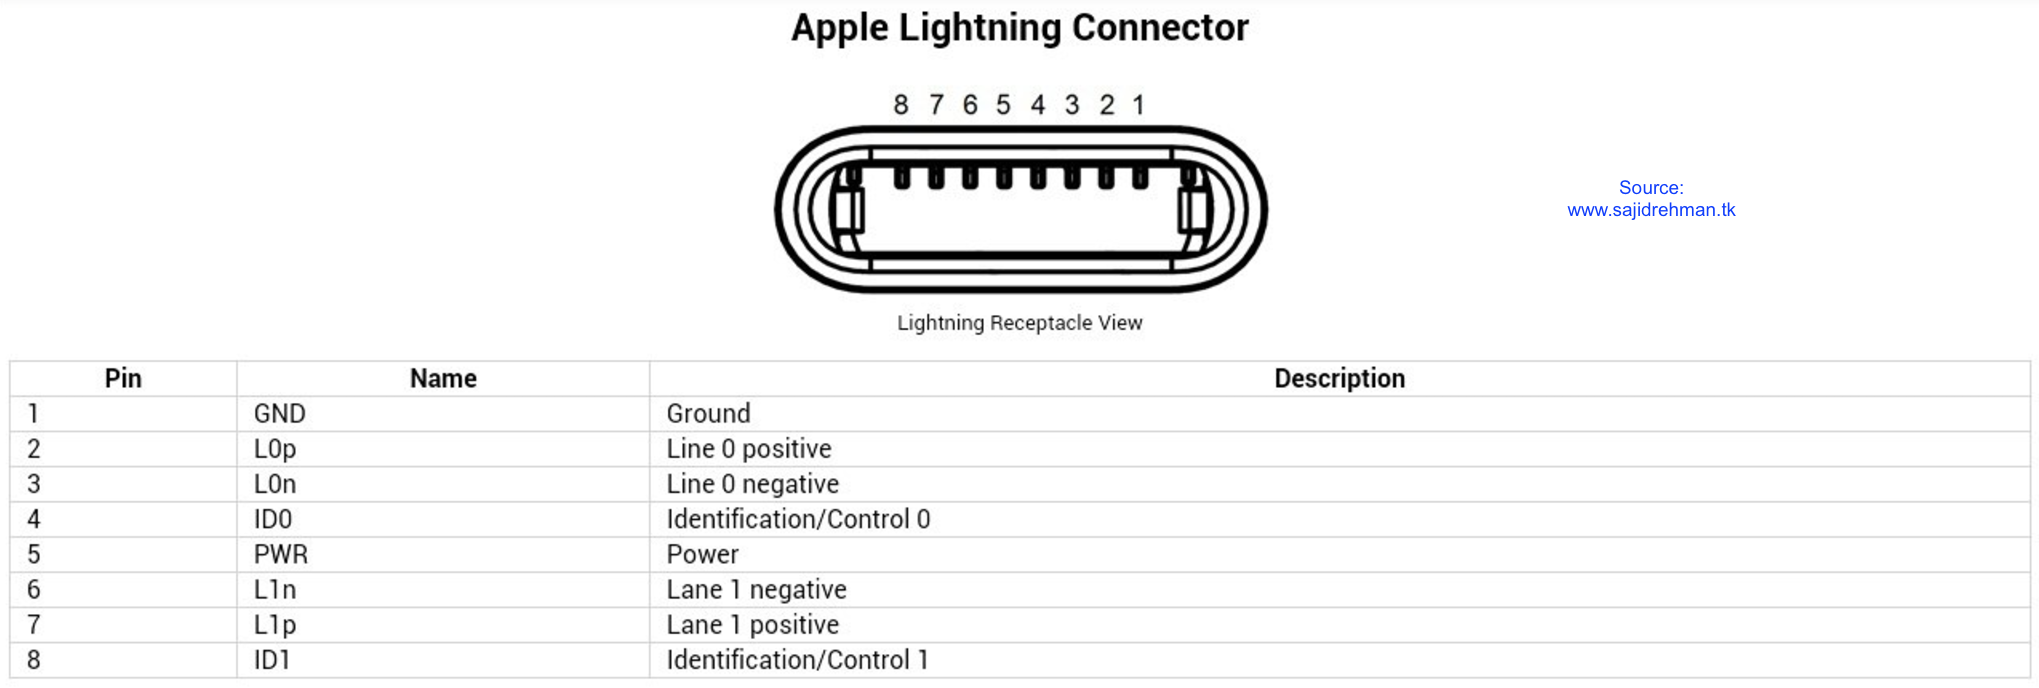 Apple Lightning Connector
8 7 6 5 4 3 2 1
Source:
www.sajidrehman.tk
Lightning Receptacle View
Pin Name Description
1 GND Ground
2 L0p Line 0 positive
3 L0n Line 0 negative
4 ID0 Identification/Control 0
5 PWR Power
6 L1n Lane 1 negative
7 L1p Lane 1 positive
8 ID1 Identification/Control 1